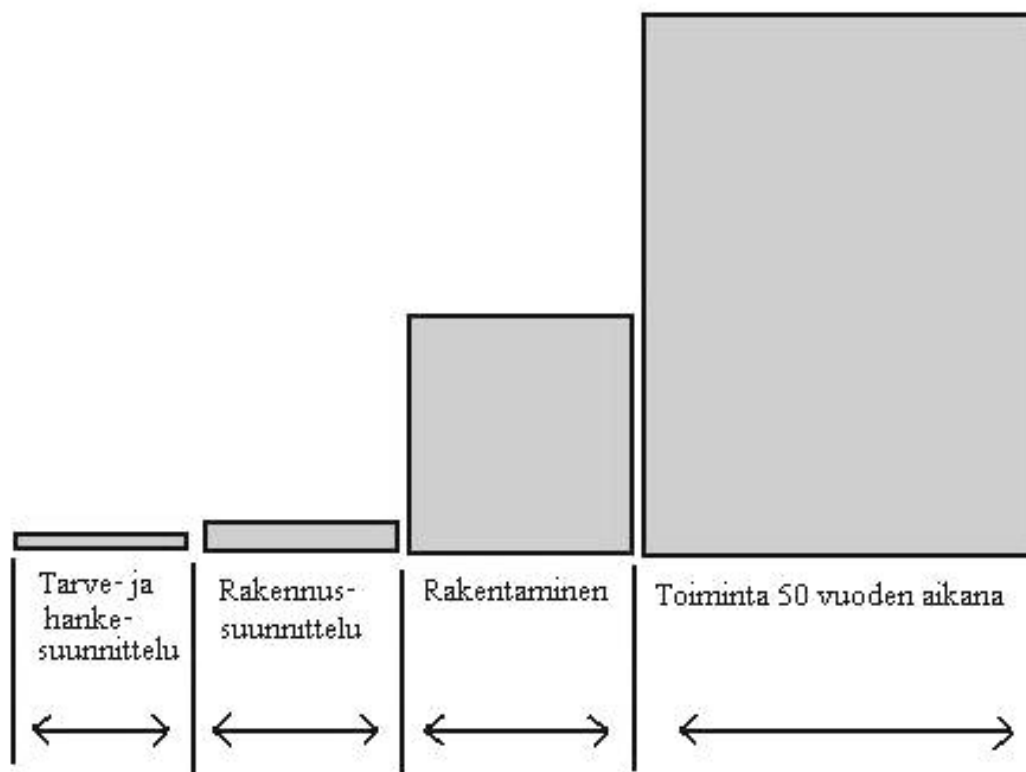 Tarve- ja
hanke-
suunnittelu
Rakennus-
suunnittelu
Rakentaminen
Toiminta 50 vuoden aikana